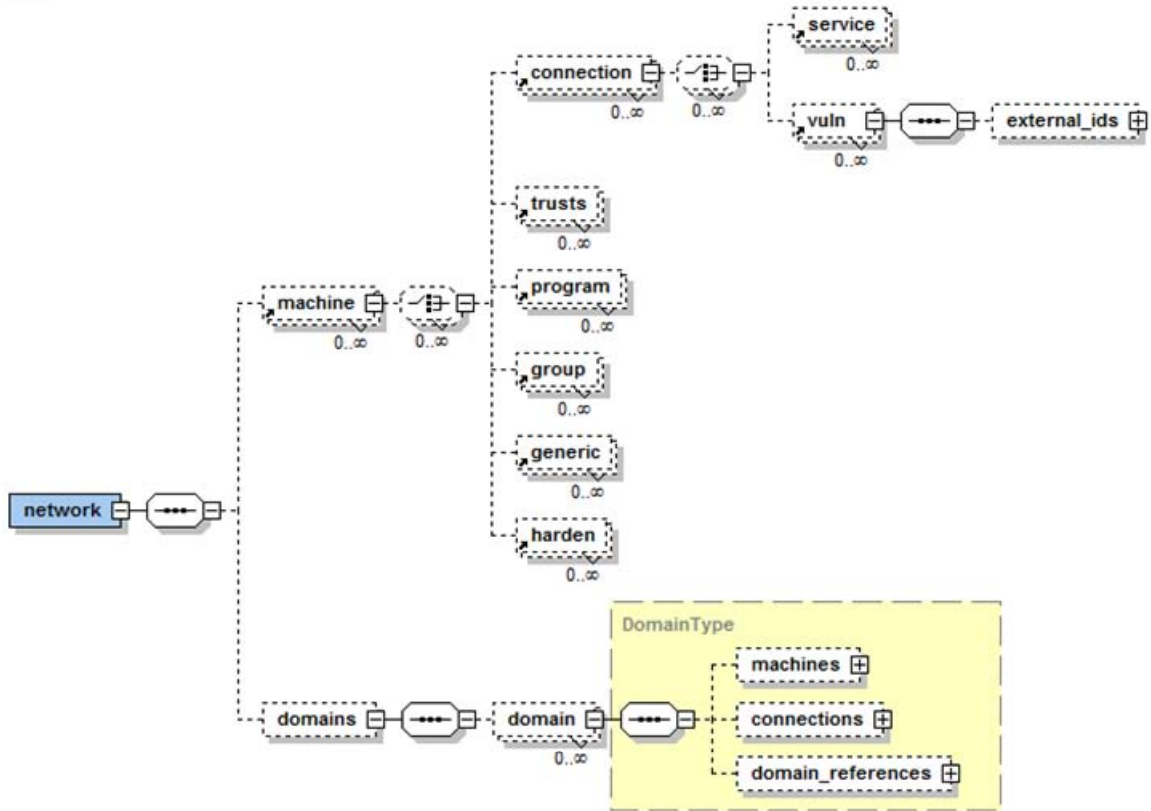 service
0..∞
connection
0..∞
0..∞
vuln
0..∞
external_ids
trusts
0..∞
machine
0..∞
0..∞
program
0..∞
group
0..∞
generic
0..∞
network
harden
0..∞
DomainType
machines
domains
domain
0..∞
connections
domain_references